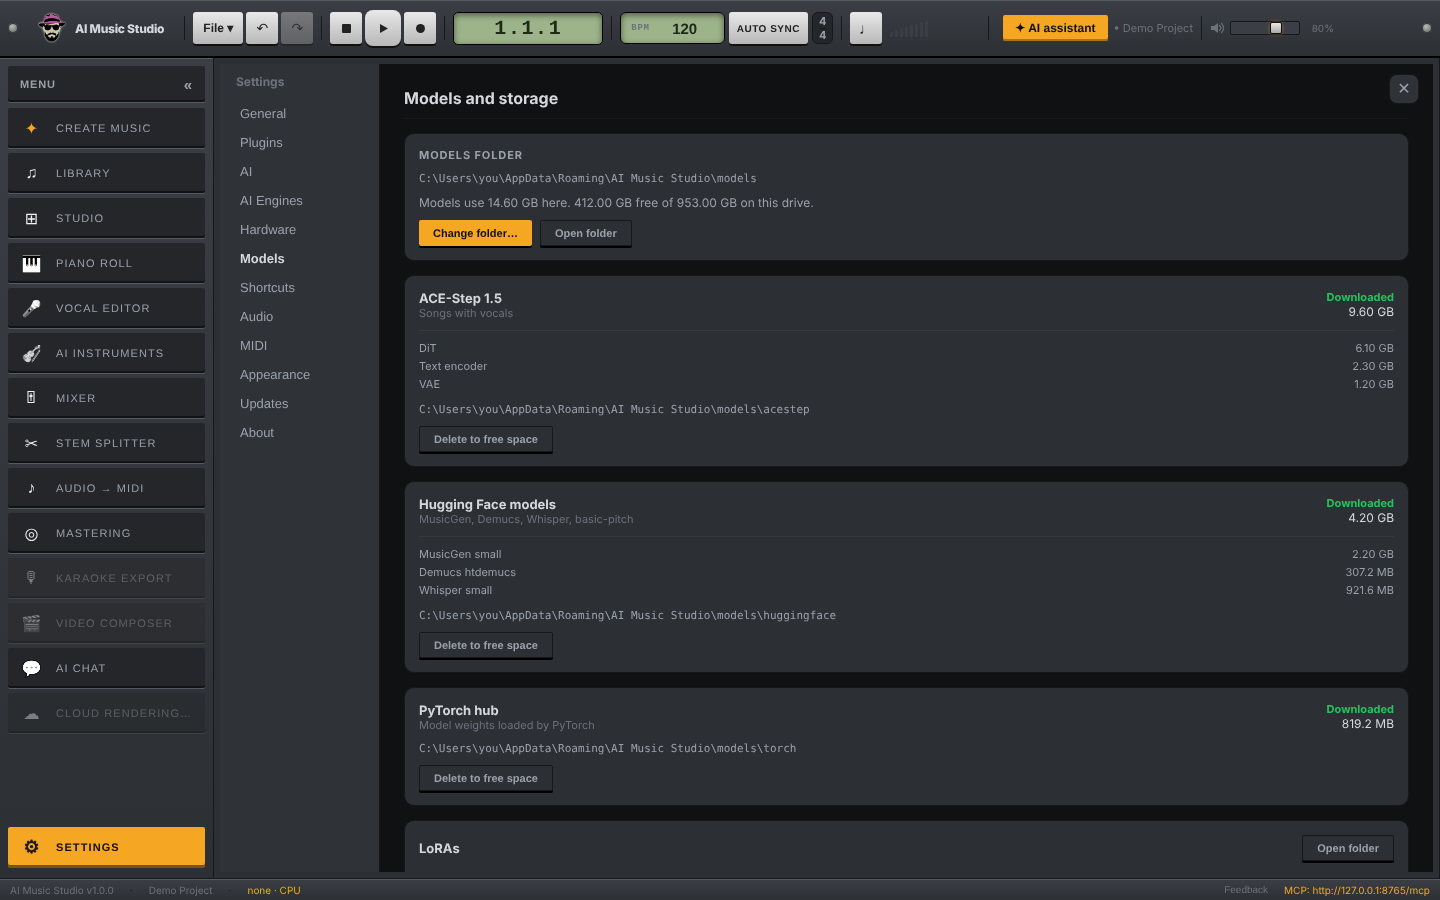 AI Music Studio
File ▾
1.1.1
BPM 120
AUTO SYNC
4
4
✦ AI assistant
• Demo Project
80%
MENU «
CREATE MUSIC
LIBRARY
STUDIO
PIANO ROLL
VOCAL EDITOR
AI INSTRUMENTS
MIXER
STEM SPLITTER
AUDIO → MIDI
MASTERING
KARAOKE EXPORT
VIDEO COMPOSER
AI CHAT
CLOUD RENDERING...
SETTINGS
Settings
General
Plugins
AI
AI Engines
Hardware
Models
Shortcuts
Audio
MIDI
Appearance
Updates
About
Models and storage
MODELS FOLDER
C:\Users\you\AppData\Roaming\AI Music Studio\models
Models use 14.60 GB here. 412.00 GB free of 953.00 GB on this drive.
Change folder... Open folder
ACE-Step 1.5 Downloaded
Songs with vocals 9.60 GB
DiT 6.10 GB
Text encoder 2.30 GB
VAE 1.20 GB
C:\Users\you\AppData\Roaming\AI Music Studio\models\acestep
Delete to free space
Hugging Face models Downloaded
MusicGen, Demucs, Whisper, basic-pitch 4.20 GB
MusicGen small 2.20 GB
Demucs htdemucs 307.2 MB
Whisper small 921.6 MB
C:\Users\you\AppData\Roaming\AI Music Studio\models\huggingface
Delete to free space
PyTorch hub Downloaded
Model weights loaded by PyTorch 819.2 MB
C:\Users\you\AppData\Roaming\AI Music Studio\models\torch
Delete to free space
LoRAs Open folder
AI Music Studio v1.0.0 · Demo Project · none · CPU Feedback MCP: http://127.0.0.1:8765/mcp